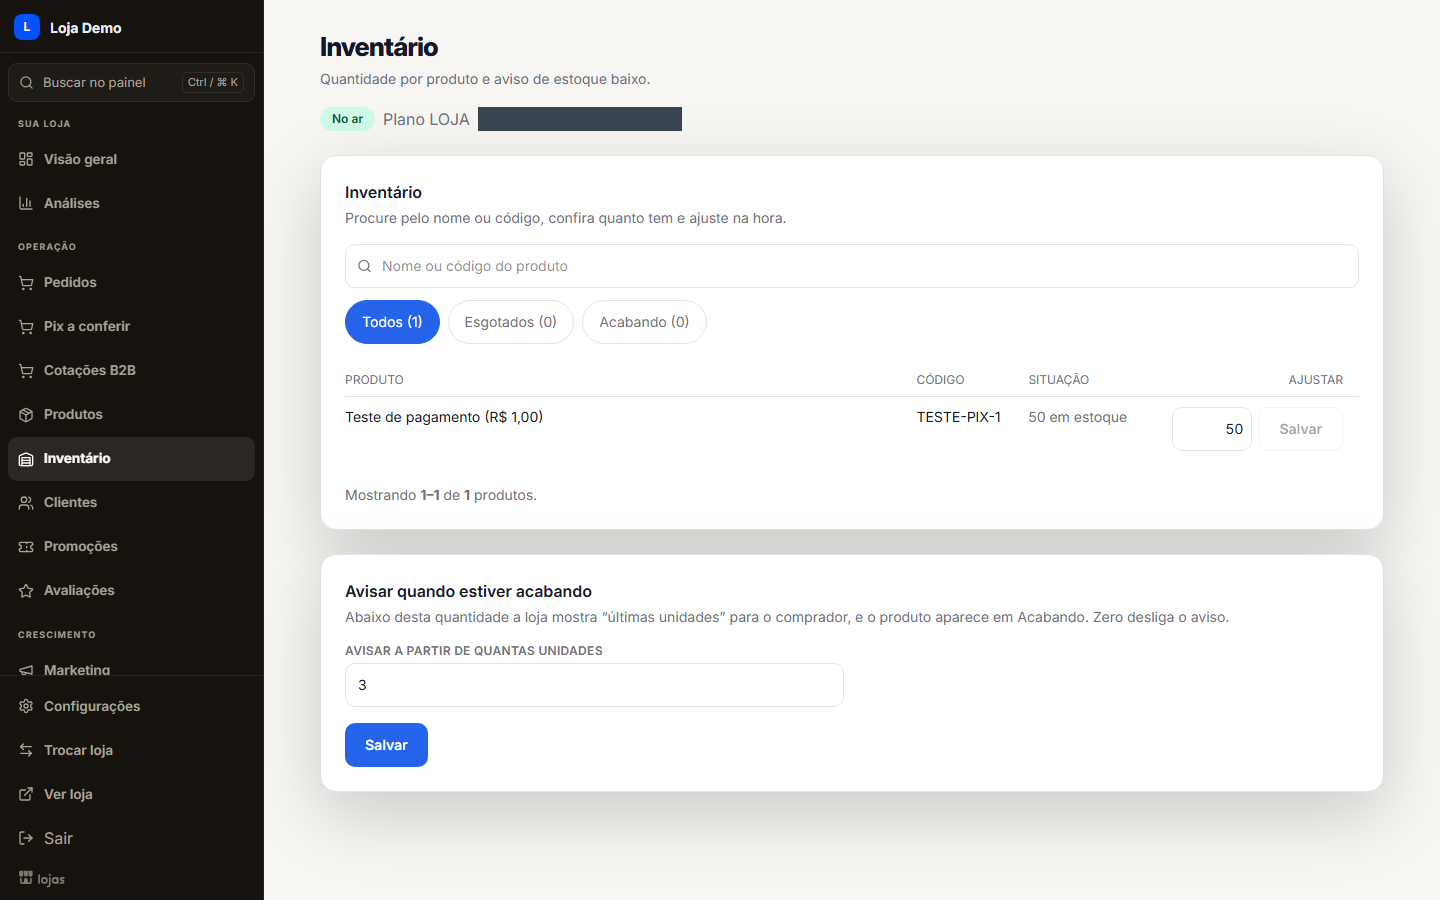 L Loja Demo
Buscar no painel Ctrl / ⌘ K
SUA LOJA
Visão geral
Análises
OPERAÇÃO
Pedidos
Pix a conferir
Cotações B2B
Produtos
Inventário
Clientes
Promoções
Avaliações
CRESCIMENTO
Marketing
Configurações
Trocar loja
Ver loja
Sair
lojas
Inventário
Quantidade por produto e aviso de estoque baixo.
No ar Plano LOJA
Inventário
Procure pelo nome ou código, confira quanto tem e ajuste na hora.
Nome ou código do produto
Todos (1) Esgotados (0) Acabando (0)
PRODUTO CÓDIGO SITUAÇÃO AJUSTAR
Teste de pagamento (R$ 1,00) TESTE-PIX-1 50 em estoque 50 Salvar
Mostrando 1–1 de 1 produtos.
Avisar quando estiver acabando
Abaixo desta quantidade a loja mostra “últimas unidades” para o comprador, e o produto aparece em Acabando. Zero desliga o aviso.
AVISAR A PARTIR DE QUANTAS UNIDADES
3
Salvar